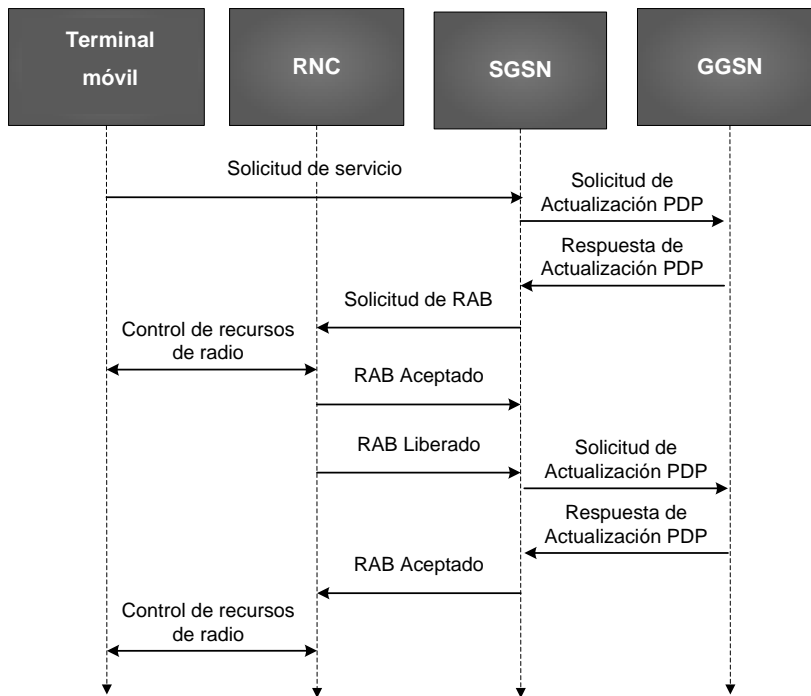 Terminal
móvil
RNC
SGSN
GGSN
Solicitud de servicio
Solicitud de
Actualización PDP
Respuesta de
Actualización PDP
Solicitud de RAB
Control de recursos
de radio
RAB Aceptado
RAB Liberado
Solicitud de
Actualización PDP
Respuesta de
Actualización PDP
RAB Aceptado
Control de recursos
de radio